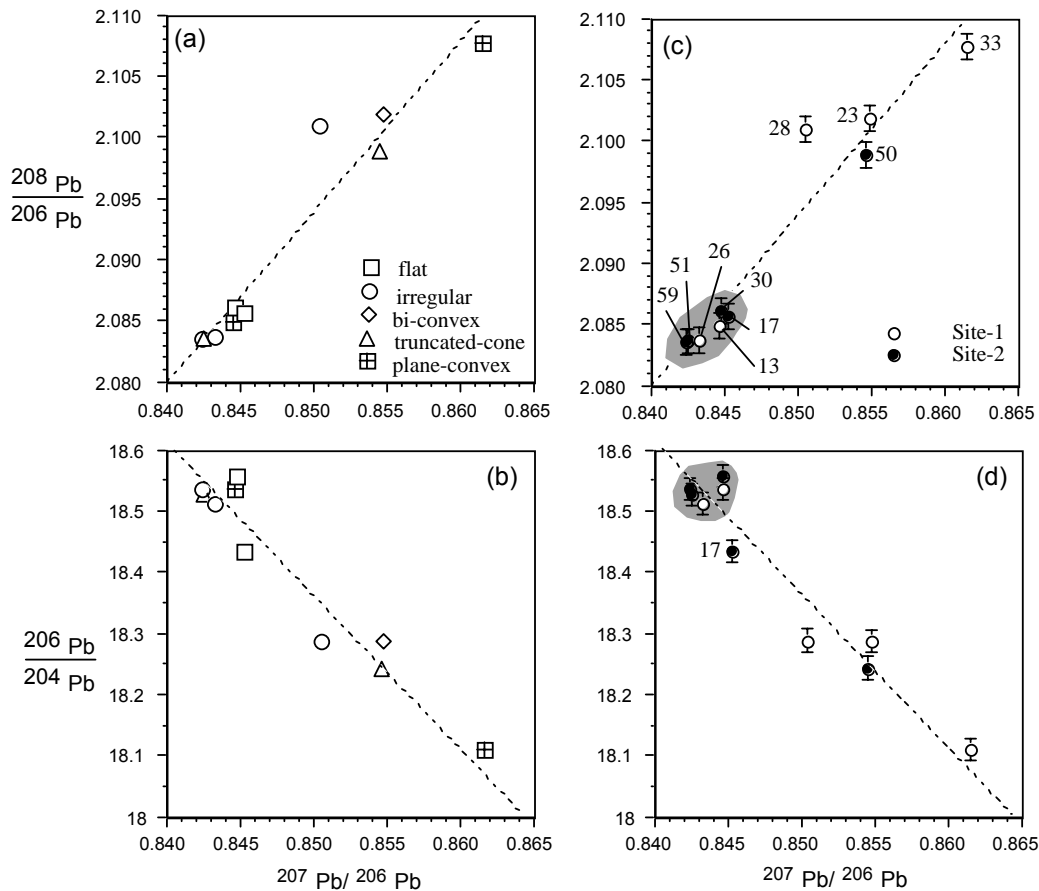 (a)
2.110
2.105
2.100
2.095
2.090
2.085
2.080
208 Pb
206 Pb
flat
irregular
bi-convex
truncated-cone
plane-convex
0.840 0.845 0.850 0.855 0.860 0.865
(c)
2.110
2.105
2.100
2.095
2.090
2.085
2.080
33
23
28
50
26
51
30
59
17
13
Site-1
Site-2
0.840 0.845 0.850 0.855 0.860 0.865
(b)
18.6
18.5
18.4
18.3
18.2
18.1
18
206 Pb
204 Pb
0.840 0.845 0.850 0.855 0.860 0.865
207 Pb/ 206 Pb
(d)
18.6
18.5
18.4
18.3
18.2
18.1
18
17
0.840 0.845 0.850 0.855 0.860 0.865
207 Pb/ 206 Pb